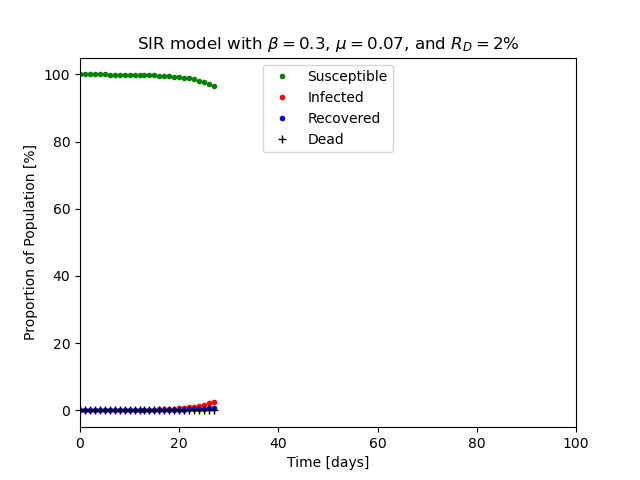 SIR model with β = 0.3, μ = 0.07, and R_D = 2%
100
80
60
40
20
0
Proportion of Population [%]
Susceptible
Infected
Recovered
Dead
0 20 40 60 80 100
Time [days]